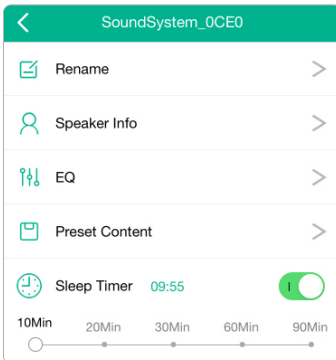 SoundSystem_0CE0
Rename
Speaker Info
EQ
Preset Content
Sleep Timer 09:55
10Min 20Min 30Min 60Min 90Min